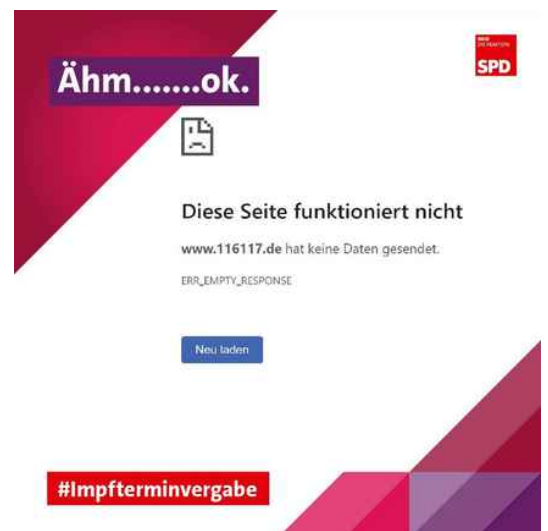 Ähm.......ok.
SPD
Diese Seite funktioniert nicht
www.116117.de hat keine Daten gesendet.
ERR_EMPTY_RESPONSE
Neu laden
#Impfterminvergabe